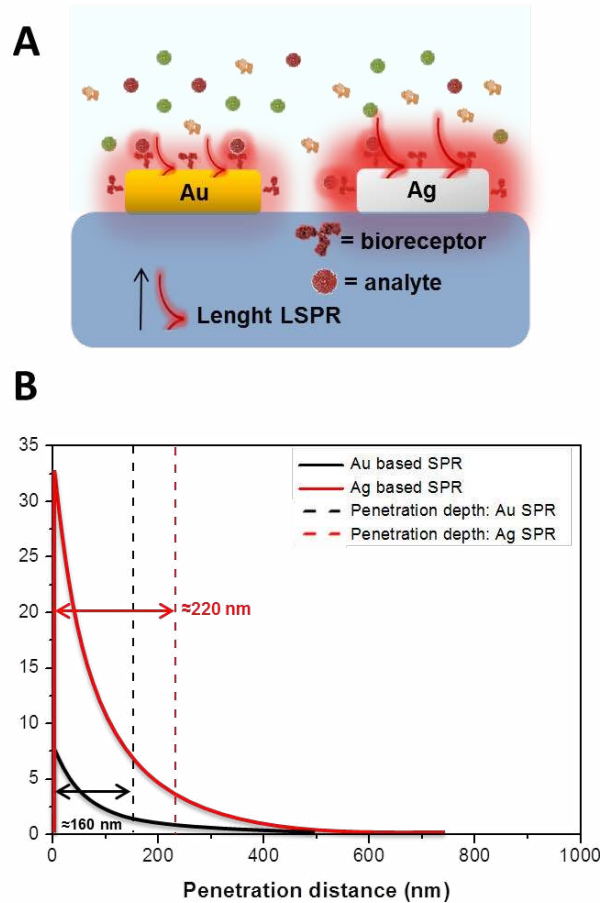 A
Au
Ag
= bioreceptor
= analyte
Lenght LSPR
B
35
30
25
20
15
10
5
0
Au based SPR
Ag based SPR
Penetration depth: Au SPR
Penetration depth: Ag SPR
≈220 nm
≈160 nm
0 200 400 600 800 1000
Penetration distance (nm)